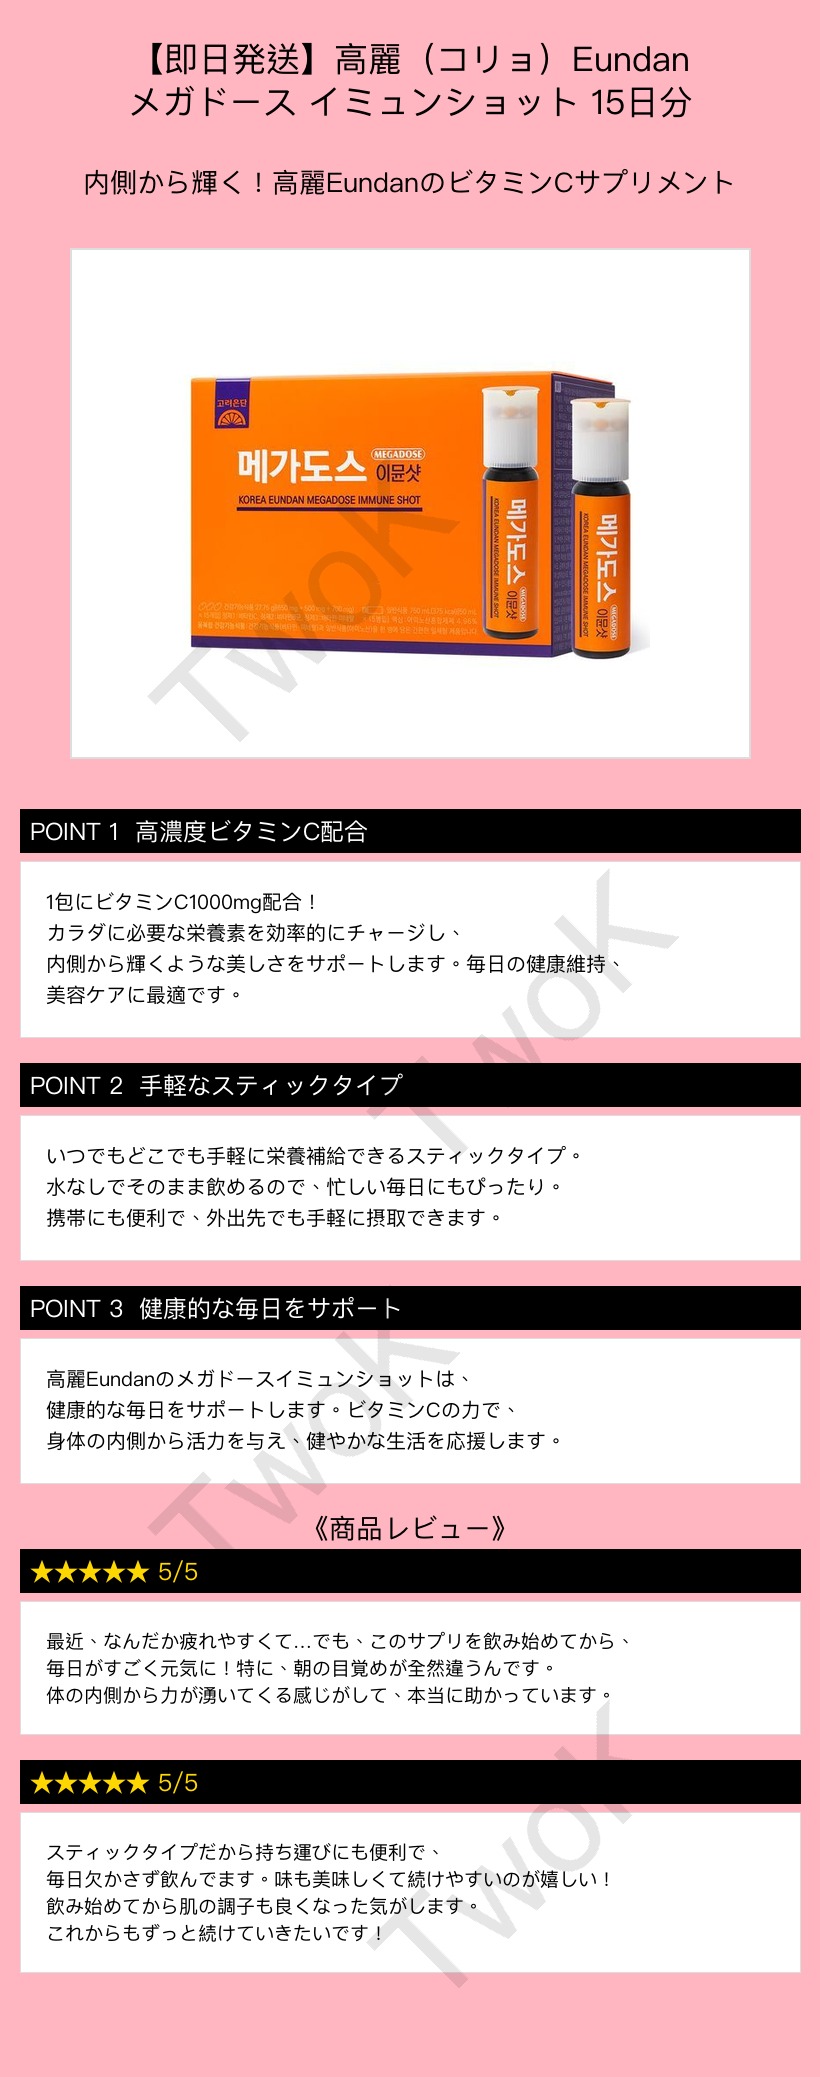 【即日発送】高麗（コリョ）Eundan
メガドース イミュンショット 15日分
内側から輝く！高麗EundanのビタミンCサプリメント
고려은단
메가도스 MEGADOSE 이뮨샷
KOREA EUNDAN MEGADOSE IMMUNE SHOT
메가도스 MEGADOSE 이뮨샷
KOREA EUNDAN MEGADOSE IMMUNE SHOT
메가도스 MEGADOSE 이뮨샷
KOREA EUNDAN MEGADOSE IMMUNE SHOT
TwoK
POINT 1 高濃度ビタミンC配合
1包にビタミンC1000mg配合！
カラダに必要な栄養素を効率的にチャージし、
内側から輝くような美しさをサポートします。毎日の健康維持、
美容ケアに最適です。
TwoK
POINT 2 手軽なスティックタイプ
いつでもどこでも手軽に栄養補給できるスティックタイプ。
水なしでそのまま飲めるので、忙しい毎日にもぴったり。
携帯にも便利で、外出先でも手軽に摂取できます。
POINT 3 健康的な毎日をサポート
高麗Eundanのメガドースイミュンショットは、
健康的な毎日をサポートします。ビタミンCの力で、
身体の内側から活力を与え、健やかな生活を応援します。
TwoK
《商品レビュー》
★★★★★ 5/5
最近、なんだか疲れやすくて...でも、このサプリを飲み始めてから、
毎日がすごく元気に！特に、朝の目覚めが全然違うんです。
体の内側から力が湧いてくる感じがして、本当に助かっています。
★★★★★ 5/5
スティックタイプだから持ち運びにも便利で、
毎日欠かさず飲んでます。味も美味しくて続けやすいのが嬉しい！
飲み始めてから肌の調子も良くなった気がします。
これからもずっと続けていきたいです！
TwoK